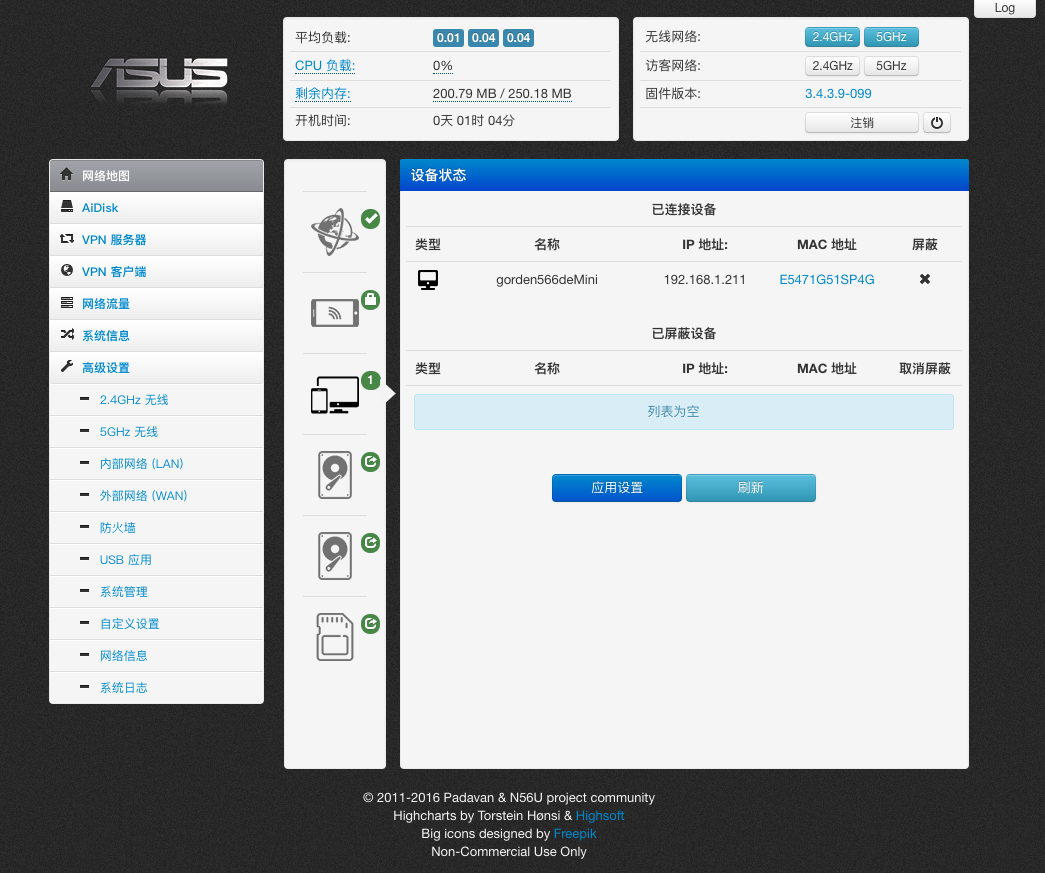 Log
平均负载: 0.01 0.04 0.04
CPU 负载: 0%
剩余内存: 200.79 MB / 250.18 MB
开机时间: 0天 01时 04分
无线网络: 2.4GHz 5GHz
访客网络: 2.4GHz 5GHz
固件版本: 3.4.3.9-099
注销
ASUS
网络地图
AiDisk
VPN 服务器
VPN 客户端
网络流量
系统信息
高级设置
2.4GHz 无线
5GHz 无线
内部网络 (LAN)
外部网络 (WAN)
防火墙
USB 应用
系统管理
自定义设置
网络信息
系统日志
1
设备状态
已连接设备
类型 名称 IP 地址: MAC 地址 屏蔽
gorden566deMini 192.168.1.211 E5471G51SP4G
已屏蔽设备
类型 名称 IP 地址: MAC 地址 取消屏蔽
列表为空
应用设置 刷新
© 2011-2016 Padavan & N56U project community
Highcharts by Torstein Hønsi & Highsoft
Big icons designed by Freepik
Non-Commercial Use Only